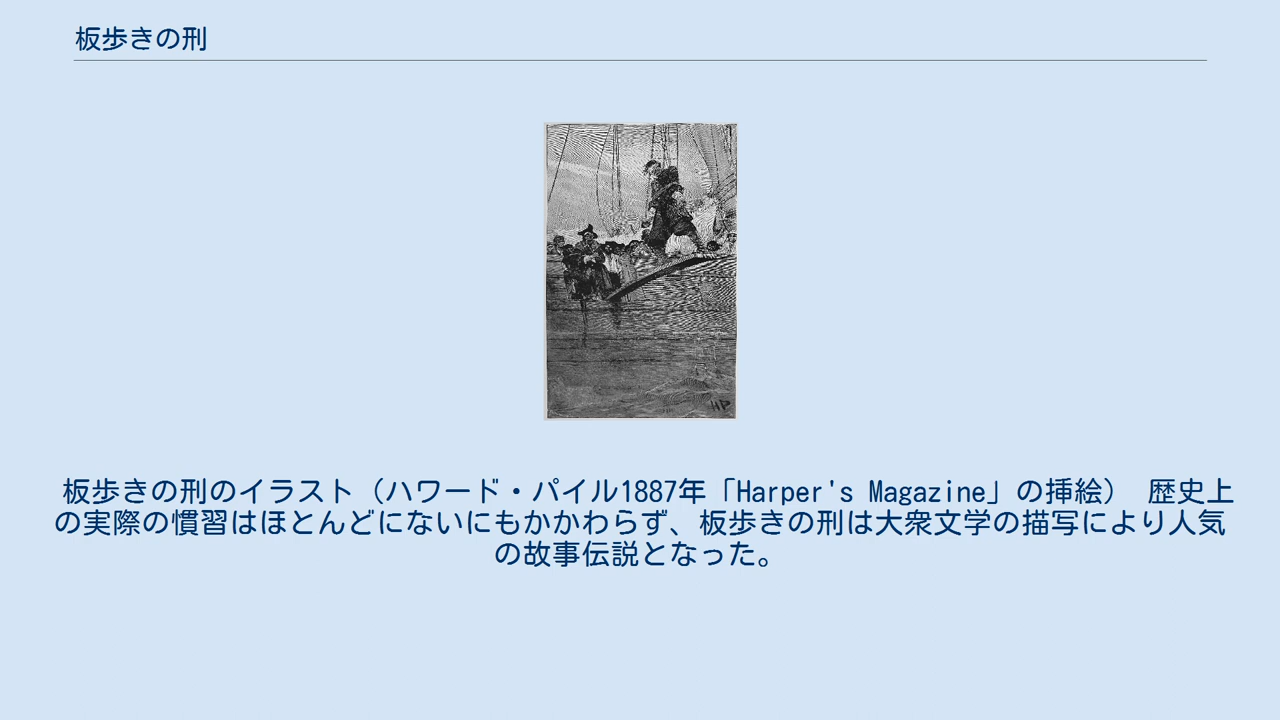 板歩きの刑
HP
板歩きの刑のイラスト（ハワード・パイル1887年「Harper's Magazine」の挿絵） 歴史上
の実際の慣習はほとんどにないにもかかわらず、板歩きの刑は大衆文学の描写により人気
の故事伝説となった。